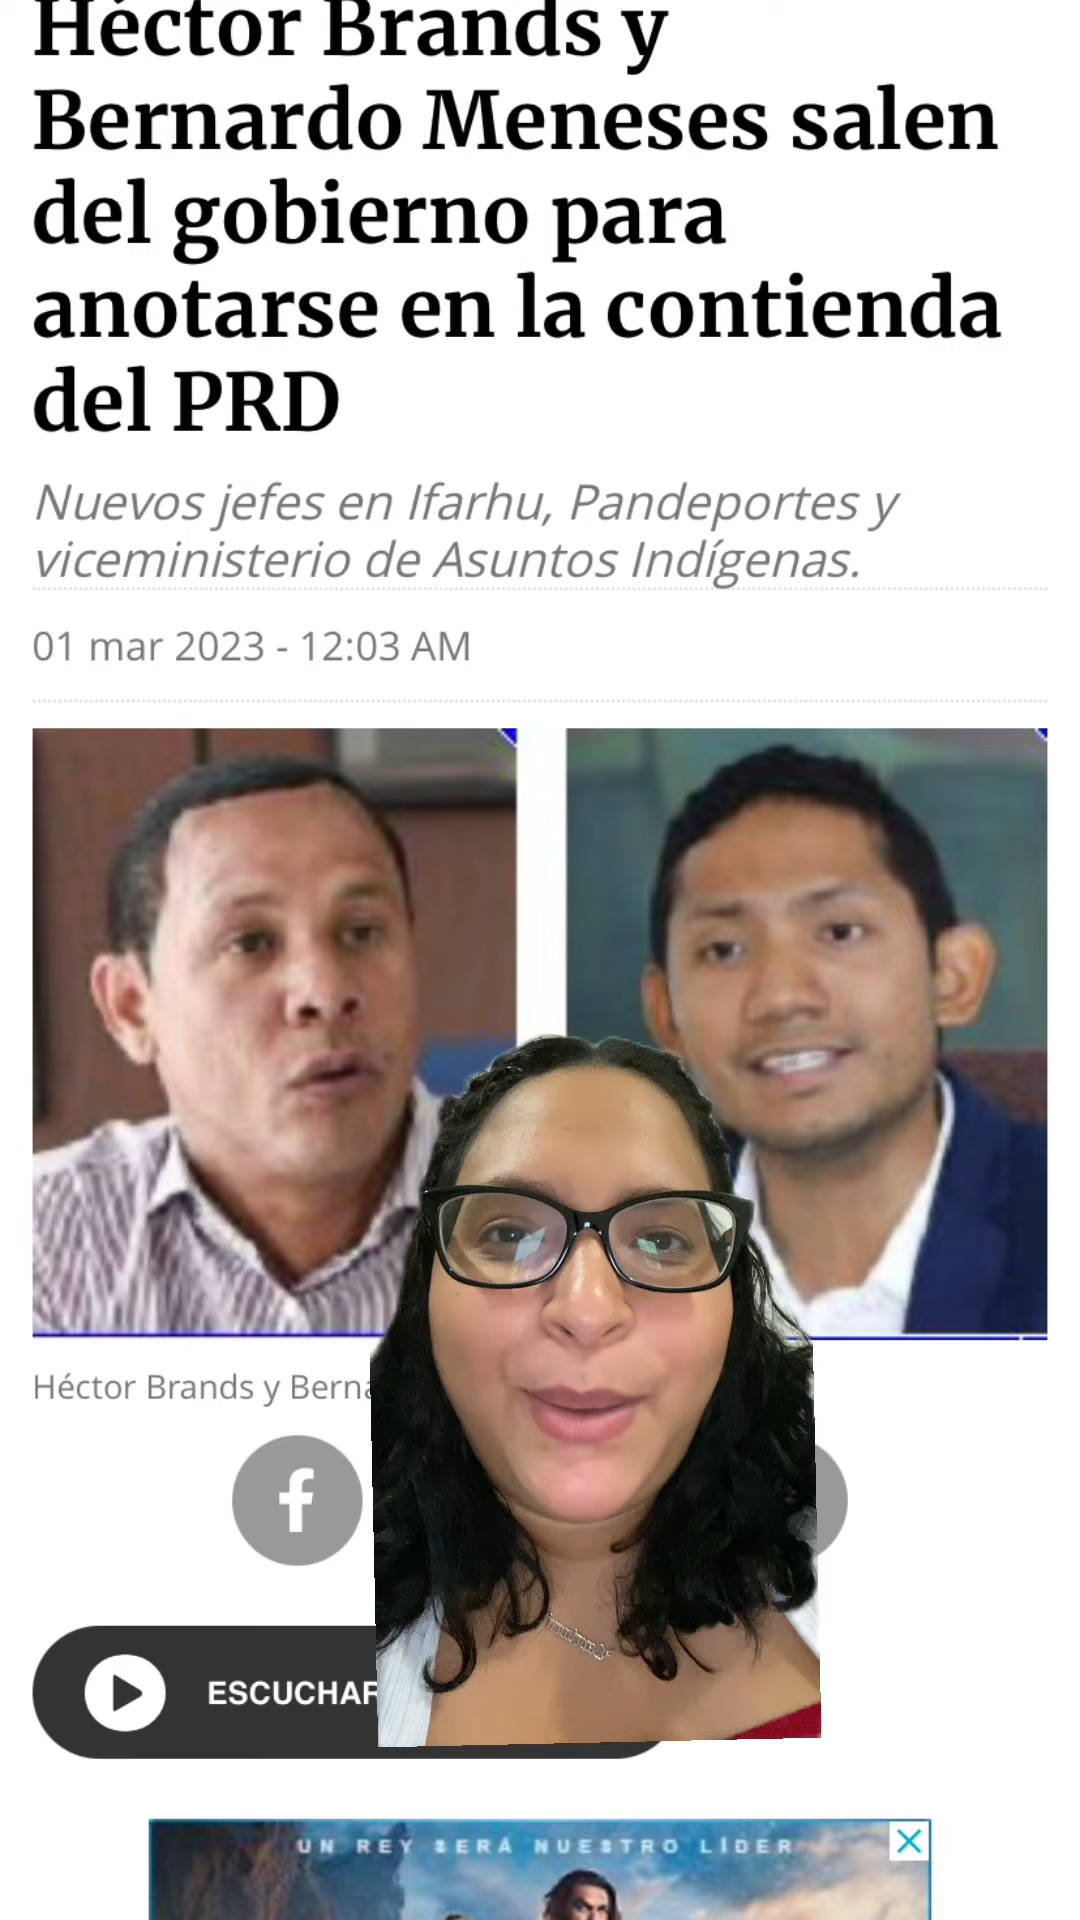 Héctor Brands y
Bernardo Meneses salen
del gobierno para
anotarse en la contienda
del PRD
Nuevos jefes en Ifarhu, Pandeportes y
viceministerio de Asuntos Indígenas.
01 mar 2023 - 12:03 AM
Héctor Brands y
ESCUCHAR
UN REY SERÁ NUESTRO LÍDER